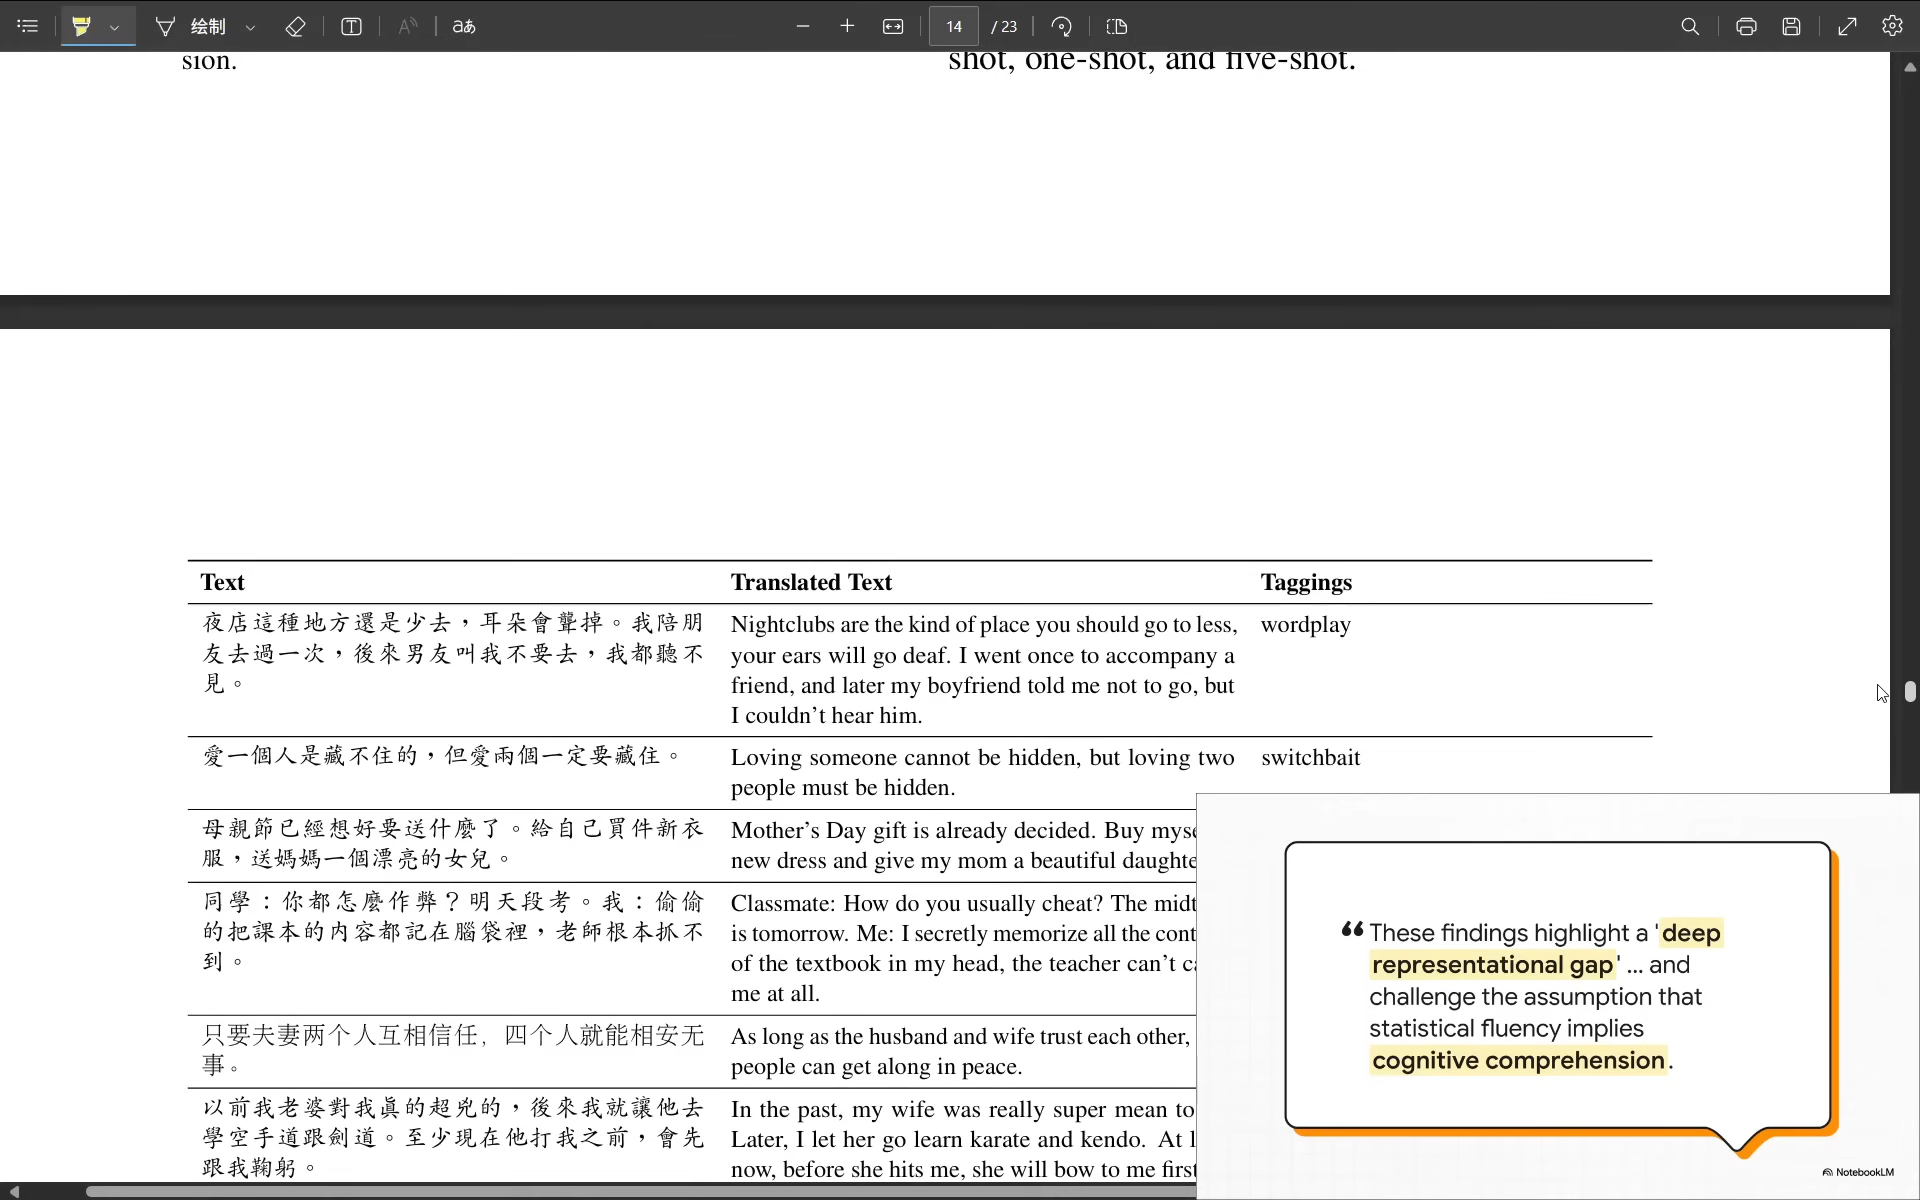 绘制
T
A
aあ
14
/ 23
sion.
shot, one-shot, and five-shot.
Text
Translated Text
Taggings
夜店這種地方還是少去，耳朵會聾掉。我陪朋
友去過一次，後來男友叫我不要去，我都聽不
見。
Nightclubs are the kind of place you should go to less,
your ears will go deaf. I went once to accompany a
friend, and later my boyfriend told me not to go, but
I couldn't hear him.
wordplay
愛一個人是藏不住的，但愛兩個一定要藏住。
Loving someone cannot be hidden, but loving two
people must be hidden.
switchbait
母親節已經想好要送什麼了。給自己買件新衣
服，送媽媽一個漂亮的女兒。
Mother's Day gift is already decided. Buy myse
new dress and give my mom a beautiful daughte
同學：你都怎麼作弊？明天段考。我：偷偷
的把課本的內容都記在腦袋裡，老師根本抓不
到。
Classmate: How do you usually cheat? The midt
is tomorrow. Me: I secretly memorize all the cont
of the textbook in my head, the teacher can't ca
me at all.
只要夫妻两个人互相信任，四个人就能相安无
事。
As long as the husband and wife trust each other,
people can get along in peace.
以前我老婆對我真的超兇的，後來我就讓他去
學空手道跟劍道。至少現在他打我之前，會先
跟我鞠躬。
In the past, my wife was really super mean to
Later, I let her go learn karate and kendo. At l
now, before she hits me, she will bow to me first
“ These findings highlight a 'deep
representational gap' ... and
challenge the assumption that
statistical fluency implies
cognitive comprehension.
NotebookLM